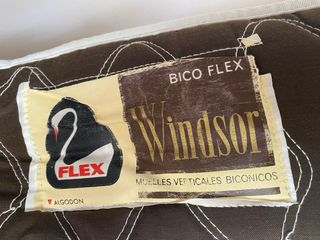 BICO FLEX
Windsor
FLEX
MUELLES VERTICALES BICONICOS
ALGODON